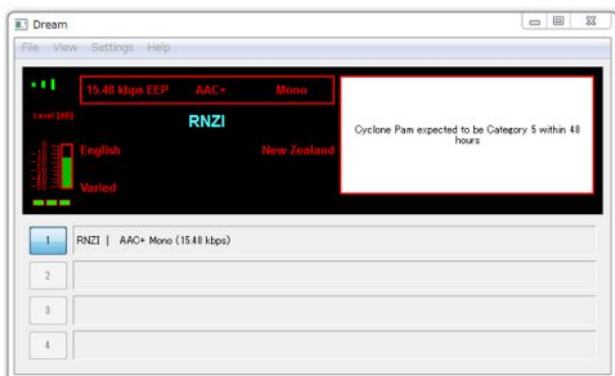 Dream
File View Settings Help
15.48 kbps EEP AAC+ Mono
Level [dB]
RNZI
English New Zealand
Varied
Cyclone Pam expected to be Category 5 within 48
hours
1 RNZI | AAC+ Mono (15.48 kbps)
2
3
4